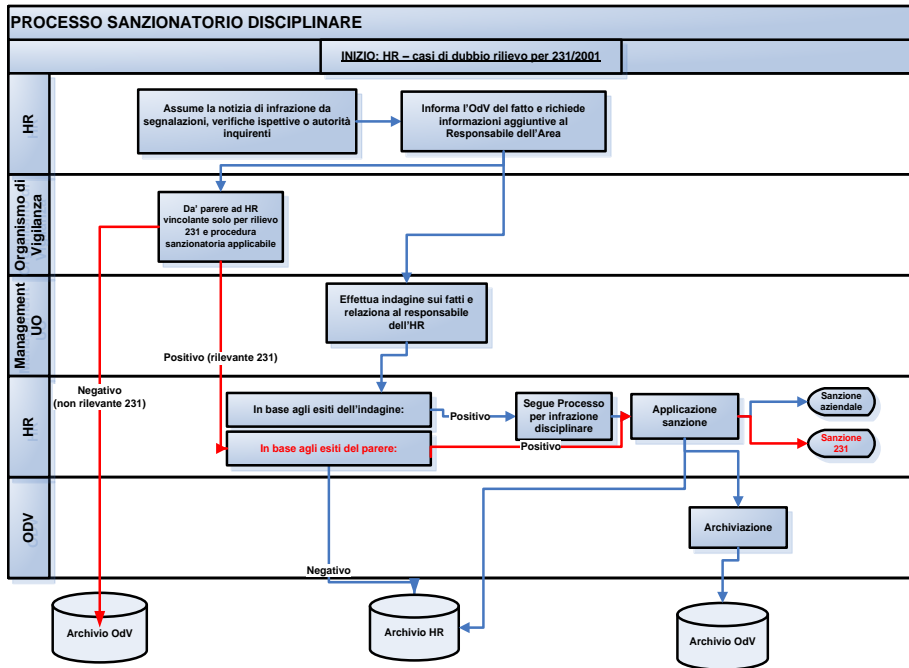 PROCESSO SANZIONATORIO DISCIPLINARE
INIZIO: HR – casi di dubbio rilievo per 231/2001
HR
Assume la notizia di infrazione da
segnalazioni, verifiche ispettive o autorità
inquirenti
Informa l'OdV del fatto e richiede
informazioni aggiuntive al
Responsabile dell'Area
Organismo di
Vigilanza
Da' parere ad HR
vincolante solo per rilievo
231 e procedura
sanzionatoria applicabile
Management
UO
Effettua indagine sui fatti e
relaziona al responsabile
dell'HR
Positivo (rilevante 231)
Negativo
(non rilevante 231)
HR
In base agli esiti dell'indagine:
Positivo
Segue Processo
per infrazione
disciplinare
Applicazione
sanzione
Sanzione
aziendale
In base agli esiti del parere:
Positivo
Sanzione
231
ODV
Archiviazione
Negativo
Archivio OdV
Archivio HR
Archivio OdV